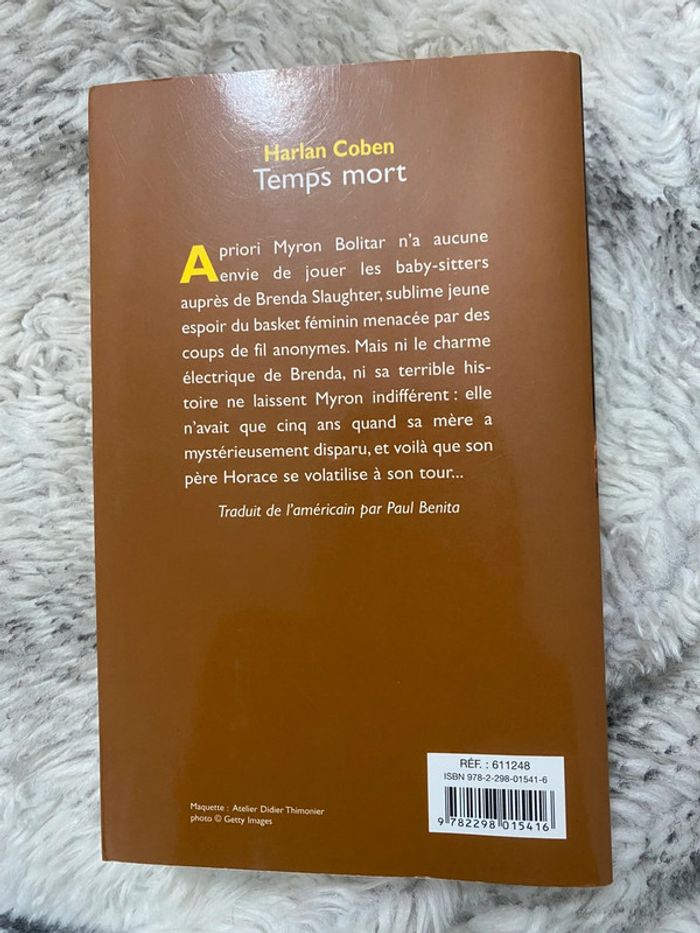 Harlan Coben
Temps mort
A priori Myron Bolitar n'a aucune
envie de jouer les baby-sitters
auprès de Brenda Slaughter, sublime jeune
espoir du basket féminin menacée par des
coups de fil anonymes. Mais ni le charme
électrique de Brenda, ni sa terrible his-
toire ne laissent Myron indifférent : elle
n'avait que cinq ans quand sa mère a
mystérieusement disparu, et voilà que son
père Horace se volatilise à son tour...
Traduit de l'américain par Paul Benita
RÉF. : 611248
ISBN 978-2-298-01541-6
9 782298 015416
Maquette : Atelier Didier Thimonier
photo © Getty Images